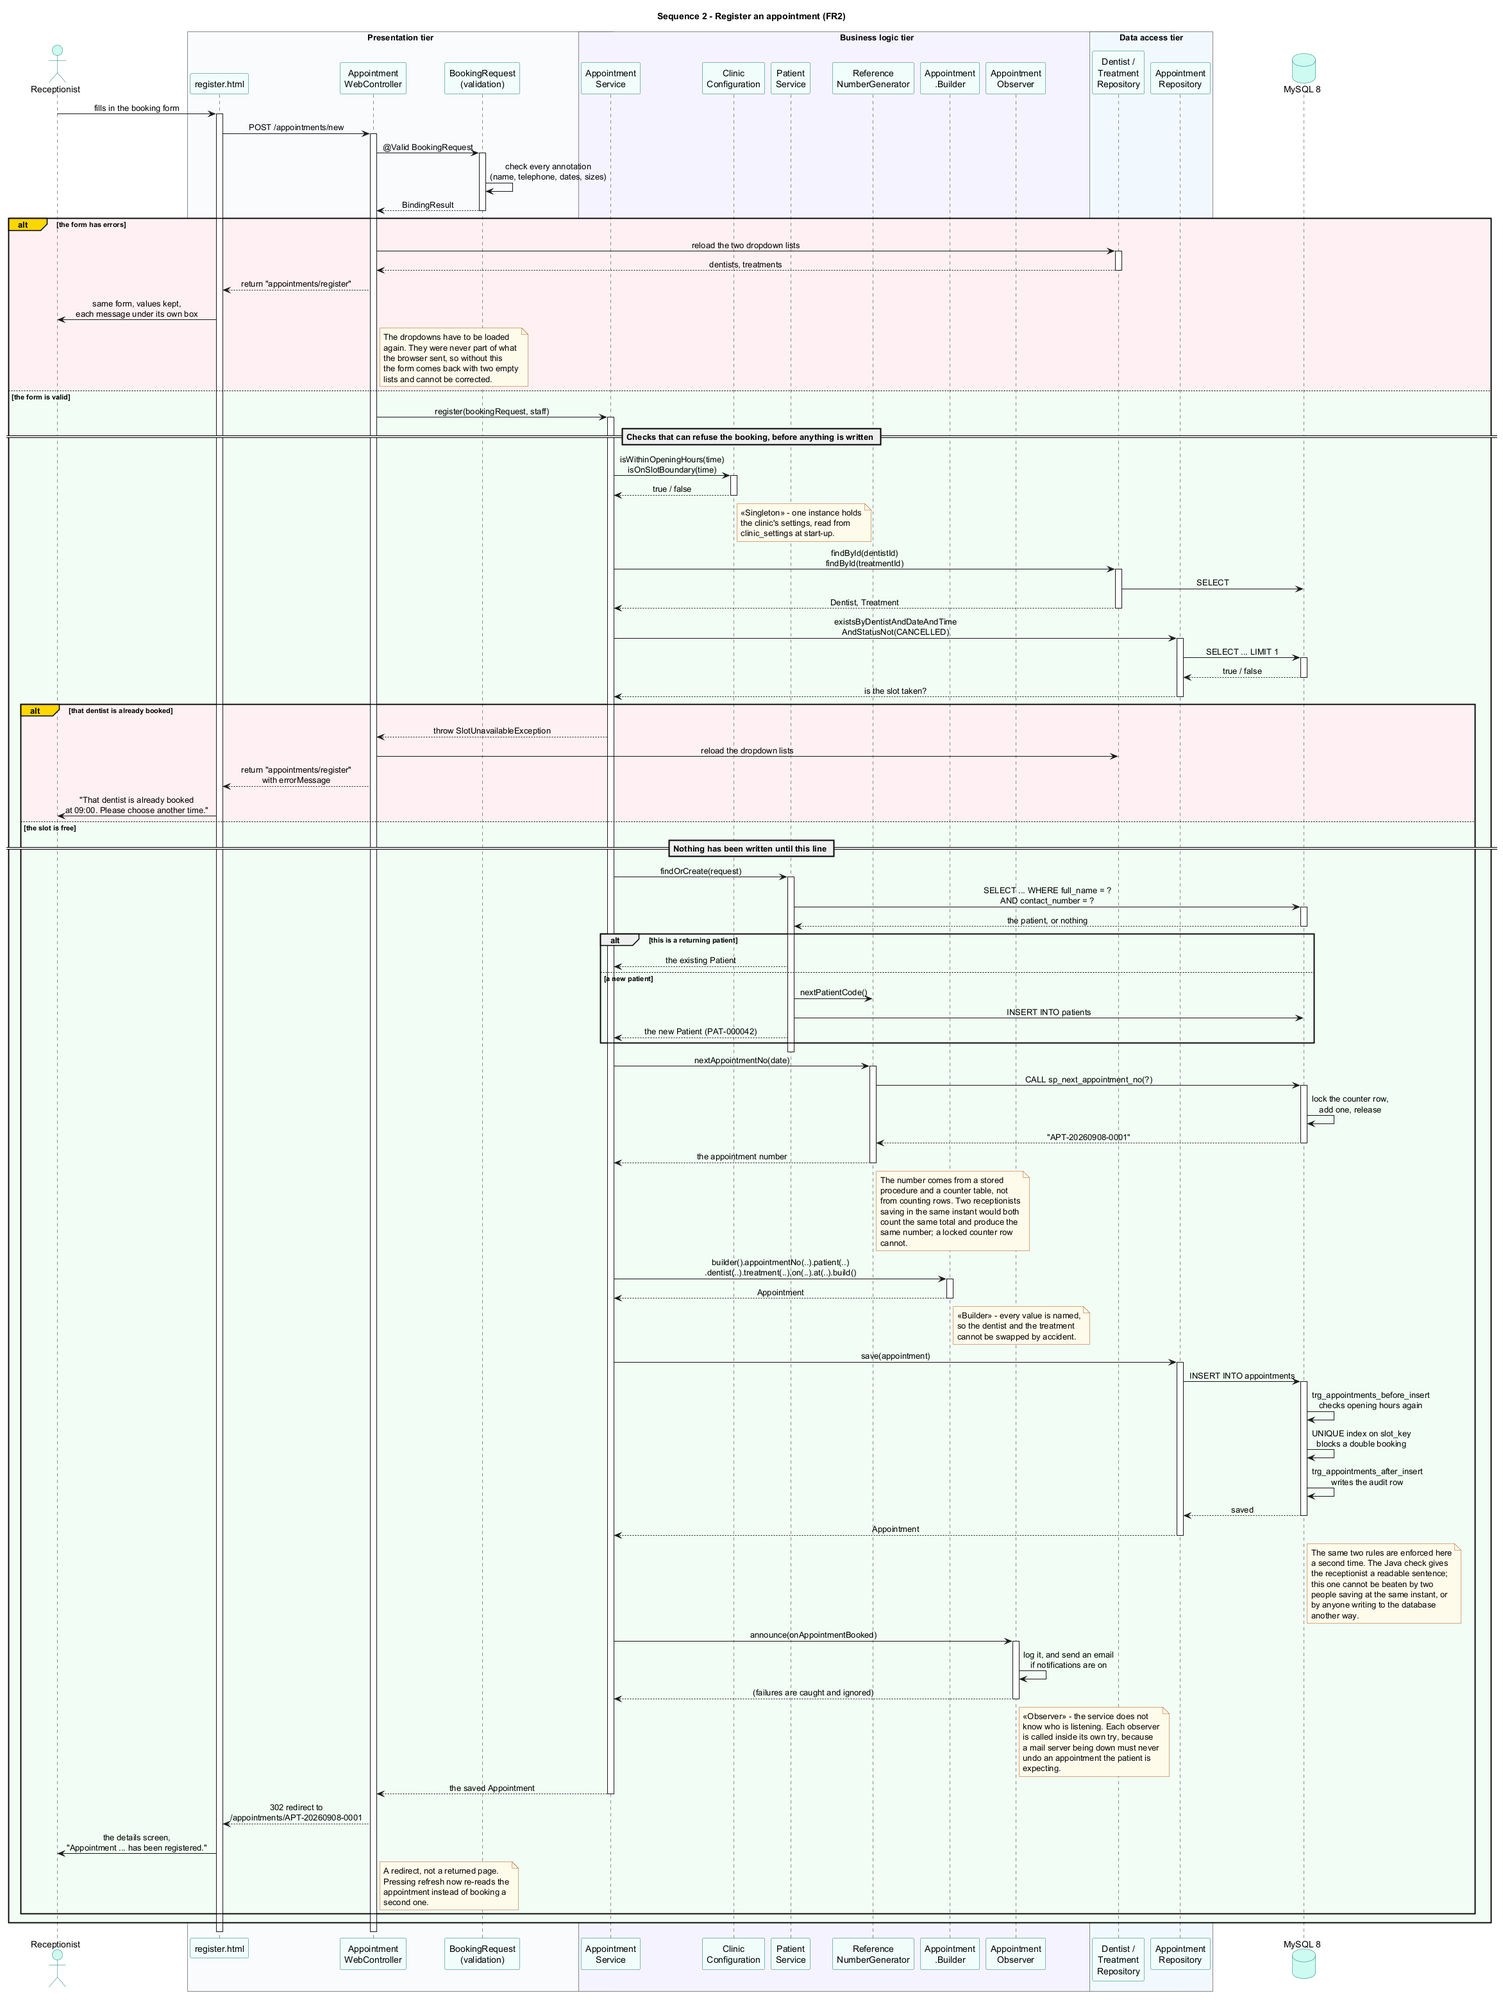 Sequence 2 - Register an appointment (FR2)
Presentation tier
Business logic tier
Data access tier
Receptionist
register.html
Appointment
WebController
BookingRequest
(validation)
Appointment
Service
Clinic
Configuration
Patient
Service
Reference
NumberGenerator
Appointment
.Builder
Appointment
Observer
Dentist /
Treatment
Repository
Appointment
Repository
MySQL 8
fills in the booking form
POST /appointments/new
@Valid BookingRequest
check every annotation
(name, telephone, dates, sizes)
BindingResult
alt
[the form has errors]
reload the two dropdown lists
dentists, treatments
return "appointments/register"
same form, values kept,
each message under its own box
The dropdowns have to be loaded
again. They were never part of what
the browser sent, so without this
the form comes back with two empty
lists and cannot be corrected.
[the form is valid]
register(bookingRequest, staff)
Checks that can refuse the booking, before anything is written
isWithinOpeningHours(time)
isOnSlotBoundary(time)
true / false
«Singleton» - one instance holds
the clinic's settings, read from
clinic_settings at start-up.
findById(dentistId)
findById(treatmentId)
SELECT
Dentist, Treatment
existsByDentistAndDateAndTime
AndStatusNot(CANCELLED)
SELECT ... LIMIT 1
true / false
is the slot taken?
alt
[that dentist is already booked]
throw SlotUnavailableException
reload the dropdown lists
return "appointments/register"
with errorMessage
"That dentist is already booked
at 09:00. Please choose another time."
[the slot is free]
Nothing has been written until this line
findOrCreate(request)
SELECT ... WHERE full_name = ?
AND contact_number = ?
the patient, or nothing
alt
[this is a returning patient]
the existing Patient
[a new patient]
nextPatientCode()
INSERT INTO patients
the new Patient (PAT-000042)
nextAppointmentNo(date)
CALL sp_next_appointment_no(?)
lock the counter row,
add one, release
"APT-20260908-0001"
the appointment number
The number comes from a stored
procedure and a counter table, not
from counting rows. Two receptionists
saving in the same instant would both
count the same total and produce the
same number; a locked counter row
cannot.
builder().appointmentNo(..).patient(..)
.dentist(..).treatment(..).on(..).at(..).build()
Appointment
«Builder» - every value is named,
so the dentist and the treatment
cannot be swapped by accident.
save(appointment)
INSERT INTO appointments
trg_appointments_before_insert
checks opening hours again
UNIQUE index on slot_key
blocks a double booking
trg_appointments_after_insert
writes the audit row
saved
Appointment
The same two rules are enforced here
a second time. The Java check gives
the receptionist a readable sentence;
this one cannot be beaten by two
people saving at the same instant, or
by anyone writing to the database
another way.
announce(onAppointmentBooked)
log it, and send an email
if notifications are on
(failures are caught and ignored)
«Observer» - the service does not
know who is listening. Each observer
is called inside its own try, because
a mail server being down must never
undo an appointment the patient is
expecting.
the saved Appointment
302 redirect to
/appointments/APT-20260908-0001
the details screen,
"Appointment ... has been registered."
A redirect, not a returned page.
Pressing refresh now re-reads the
appointment instead of booking a
second one.
Receptionist
register.html
Appointment
WebController
BookingRequest
(validation)
Appointment
Service
Clinic
Configuration
Patient
Service
Reference
NumberGenerator
Appointment
.Builder
Appointment
Observer
Dentist /
Treatment
Repository
Appointment
Repository
MySQL 8